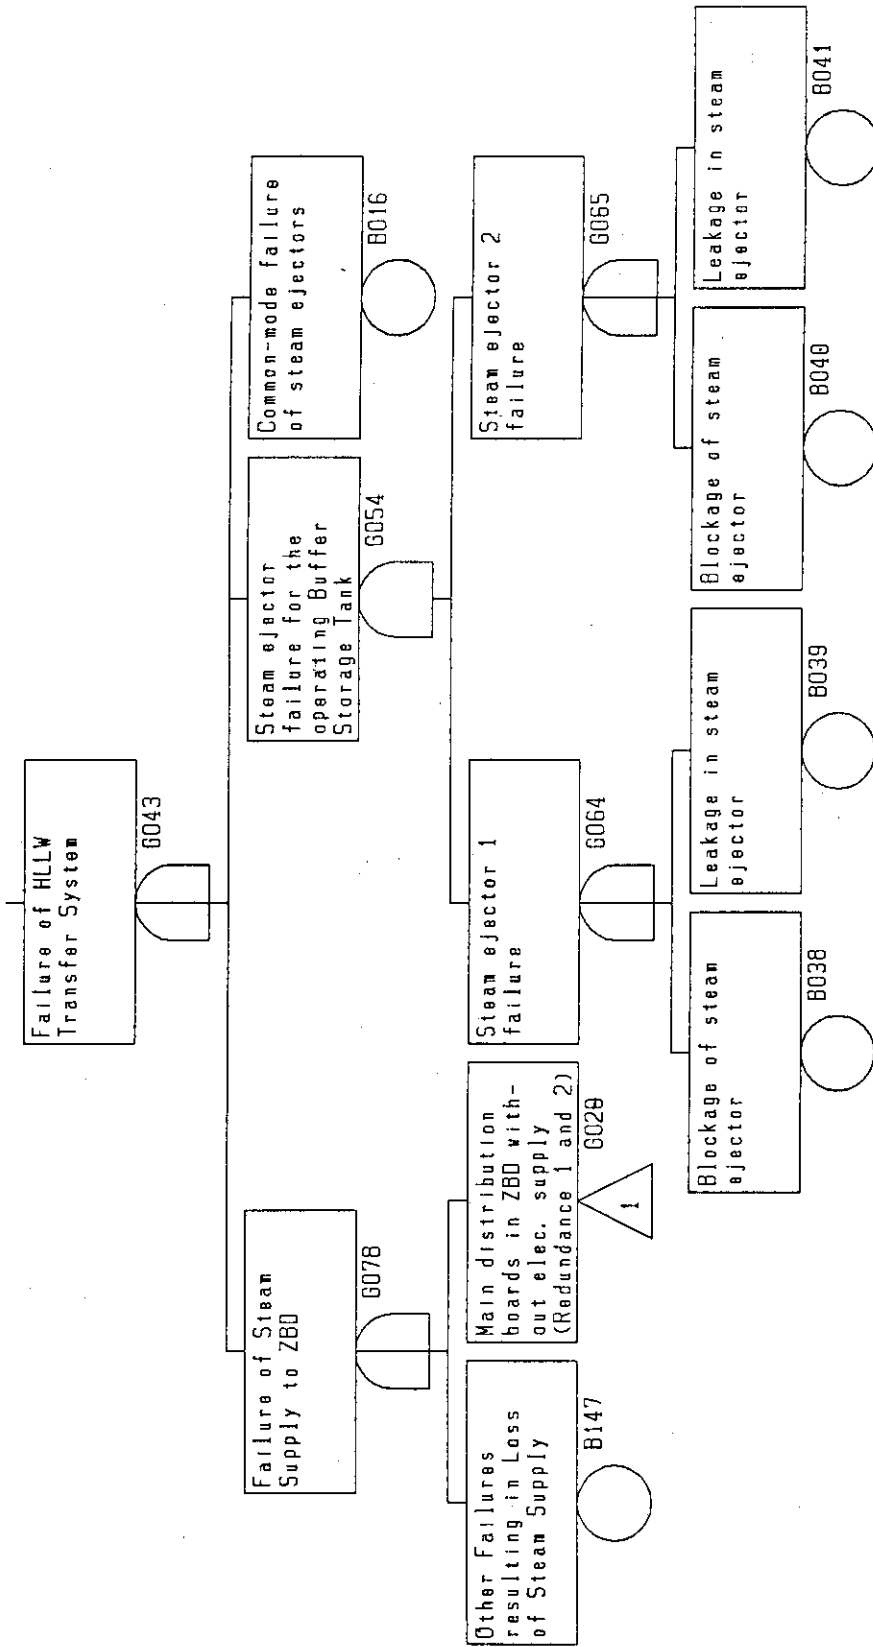 Failure of HLLW
Transfer System
G043
Failure of Steam
Supply to ZBD
G078
Steam ejector
failure for the
operating Buffer
Storage Tank
G054
Common-mode failure
of steam ejectors
B016
Other Failures
resulting in Loss
of Steam Supply
B147
Main distribution
boards in ZBD with-
out elec. supply
(Redundance 1 and 2)
G028
1
Steam ejector 1
failure
G064
Steam ejector 2
failure
G065
Blockage of steam
ejector
B038
Leakage in steam
ejector
B039
Blockage of steam
ejector
B040
Leakage in steam
ejector
B041